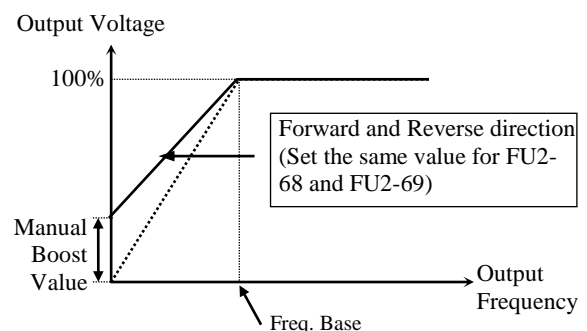 Output Voltage
100%
Forward and Reverse direction
(Set the same value for FU2-
68 and FU2-69)
Manual
Boost
Value
Output
Frequency
Freq. Base